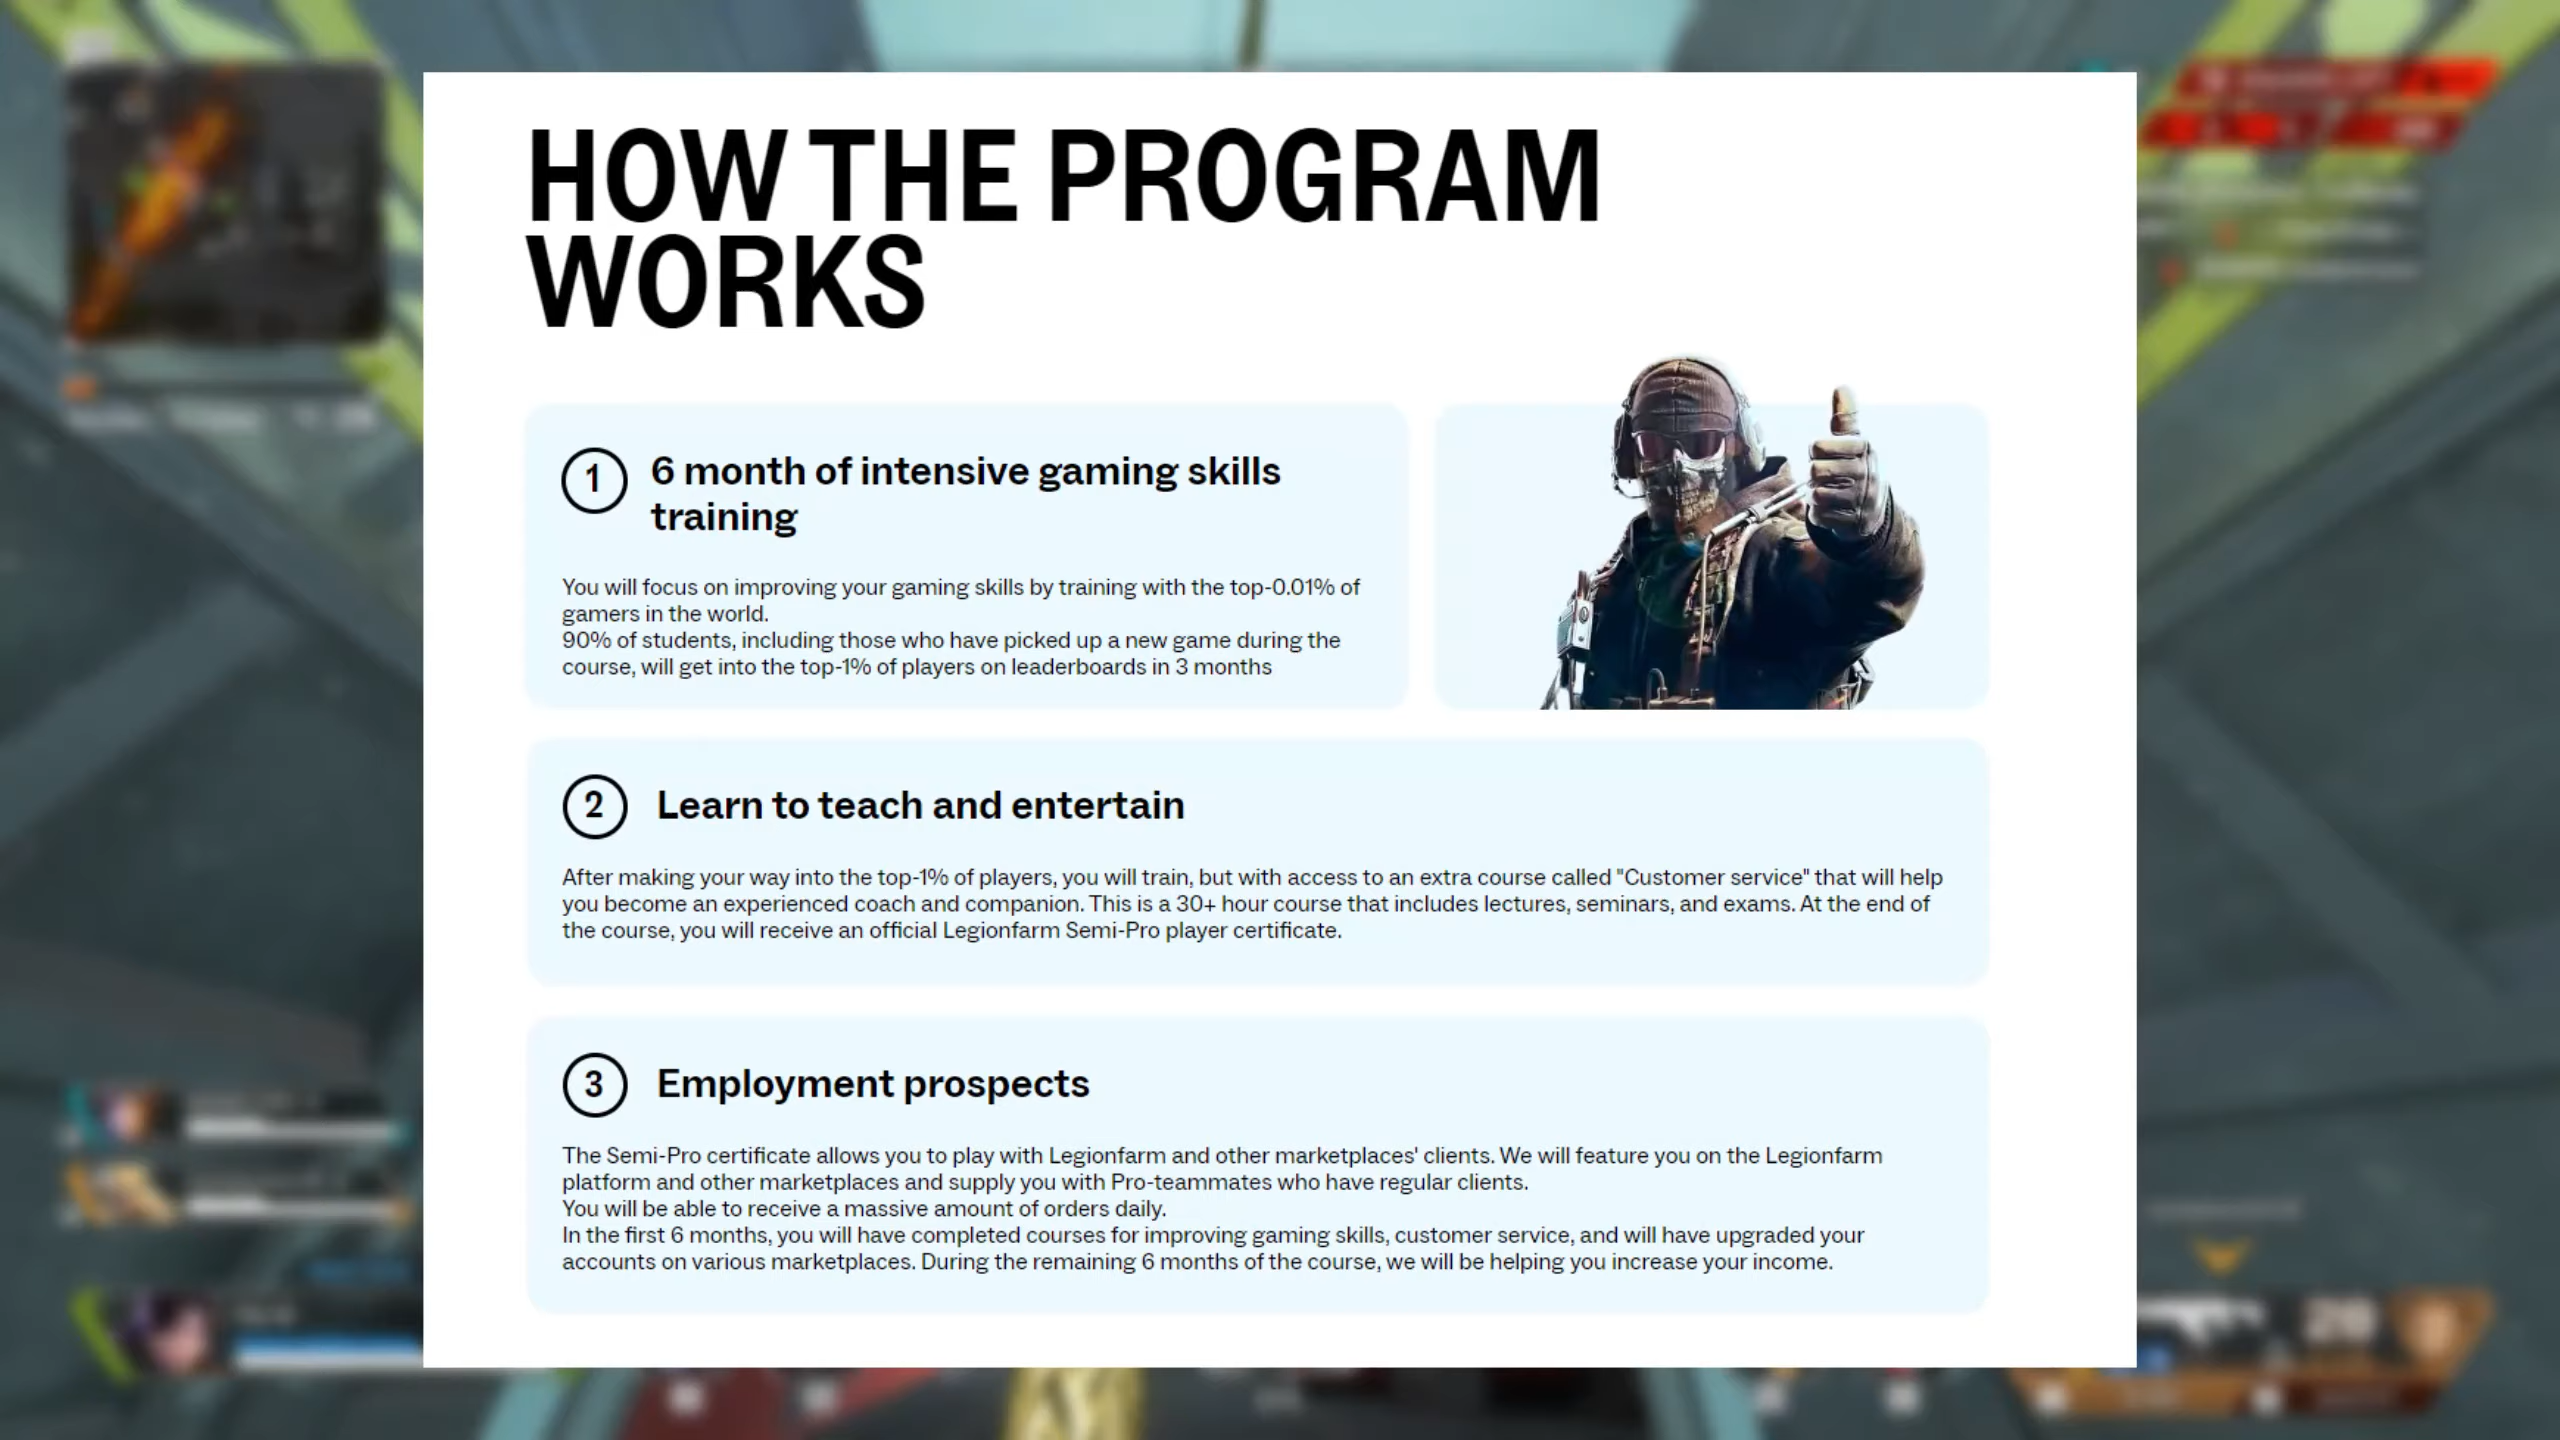 HOW THE PROGRAM
WORKS
1
6 month of intensive gaming skills
training
You will focus on improving your gaming skills by training with the top-0.01% of
gamers in the world.
90% of students, including those who have picked up a new game during the
course, will get into the top-1% of players on leaderboards in 3 months
2
Learn to teach and entertain
After making your way into the top-1% of players, you will train, but with access to an extra course called "Customer service" that will help
you become an experienced coach and companion. This is a 30+ hour course that includes lectures, seminars, and exams. At the end of
the course, you will receive an official Legionfarm Semi-Pro player certificate.
3
Employment prospects
The Semi-Pro certificate allows you to play with Legionfarm and other marketplaces' clients. We will feature you on the Legionfarm
platform and other marketplaces and supply you with Pro-teammates who have regular clients.
You will be able to receive a massive amount of orders daily.
In the first 6 months, you will have completed courses for improving gaming skills, customer service, and will have upgraded your
accounts on various marketplaces. During the remaining 6 months of the course, we will be helping you increase your income.